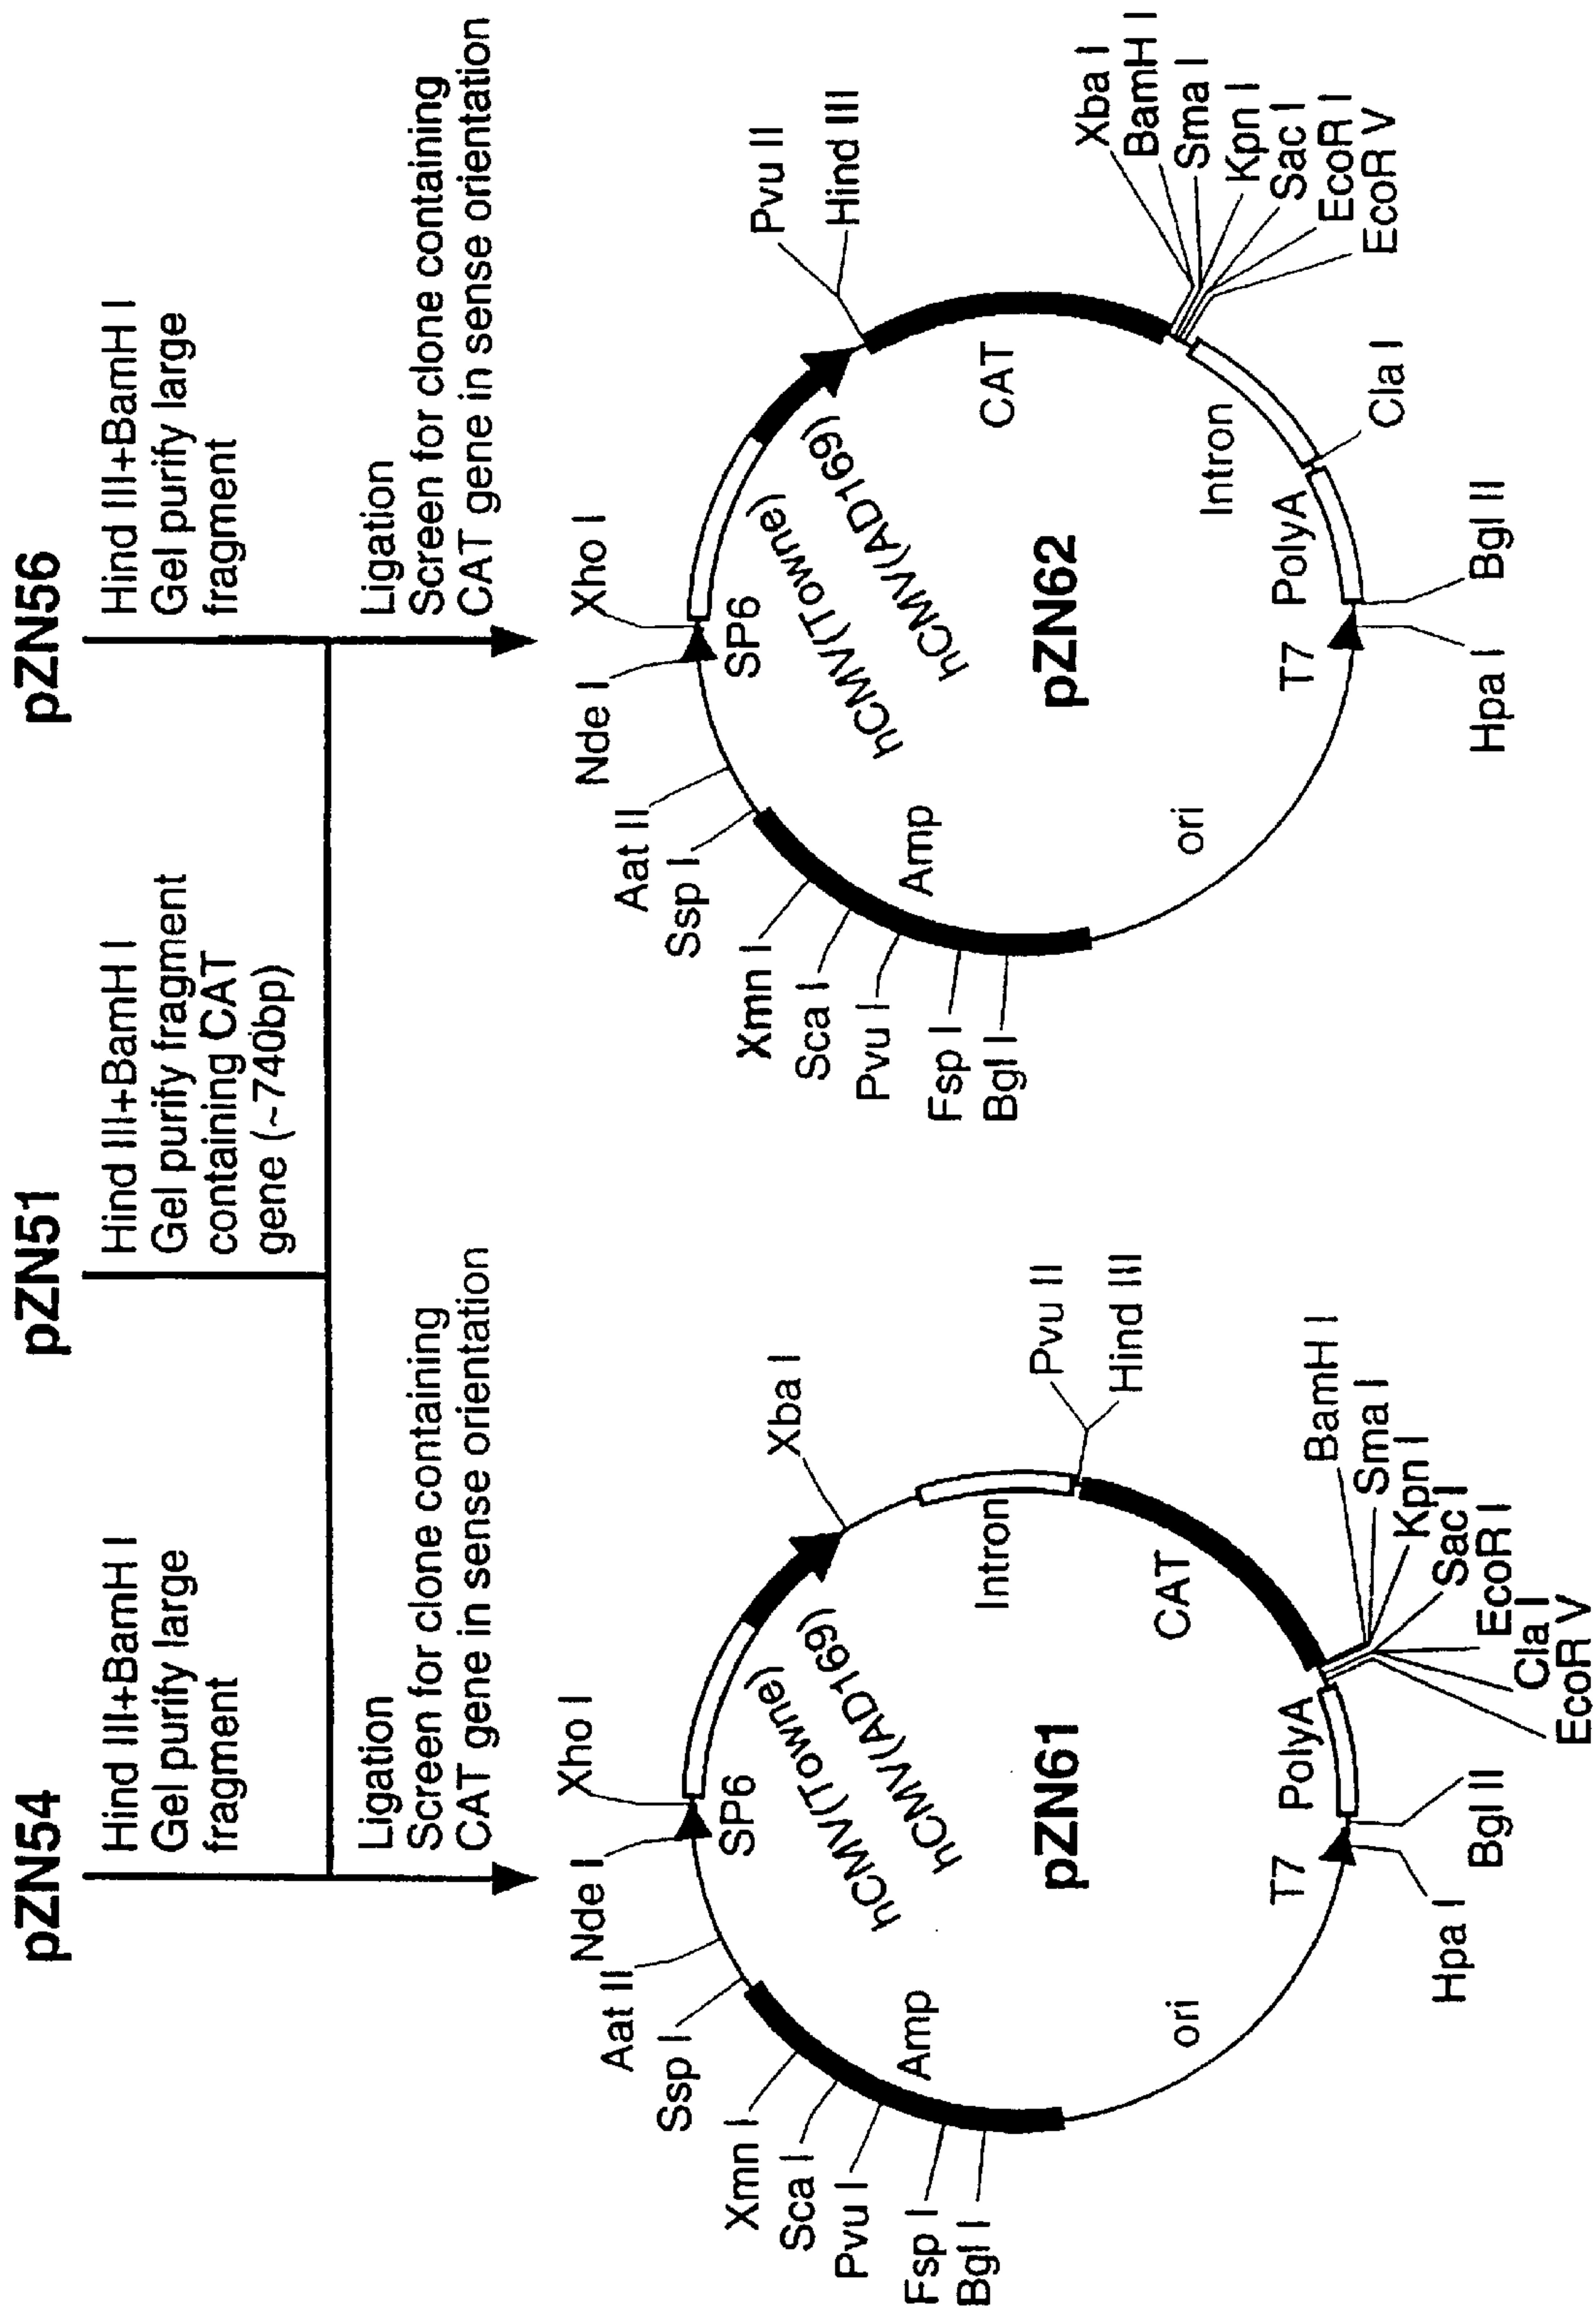 pZN54
Hind III+BamH I
Gel purify large
fragment
pZN51
Hind III+BamH I
Gel purify fragment
containing CAT
gene (~740bp)
pZN56
Hind III+BamH I
Gel purify large
fragment
Ligation
Screen for clone containing
CAT gene in sense orientation
Ligation
Screen for clone containing
CAT gene in sense orientation
Xho I
Nde I
Aat II
Ssp I
Xmn I
Sca I
Pvu I
Fsp I
Bgl I
Xba I
Pvu II
Hind III
BamH I
Sma I
Kpn I
Sac I
EcoR I
Cla I
EcoR V
Bgl II
Hpa I
SP6
hCMV(Towne)
hCMV(AD169)
Intron
CAT
PolyA
T7
ori
Amp
pZN61
Xho I
Nde I
Aat II
Ssp I
Xmn I
Sca I
Pvu I
Fsp I
Bgl I
Pvu II
Hind III
Xba I
BamH I
Sma I
Kpn I
Sac I
EcoR I
EcoR V
Cla I
Bgl II
Hpa I
SP6
hCMV(Towne)
hCMV(AD169)
CAT
Intron
PolyA
T7
ori
Amp
pZN62